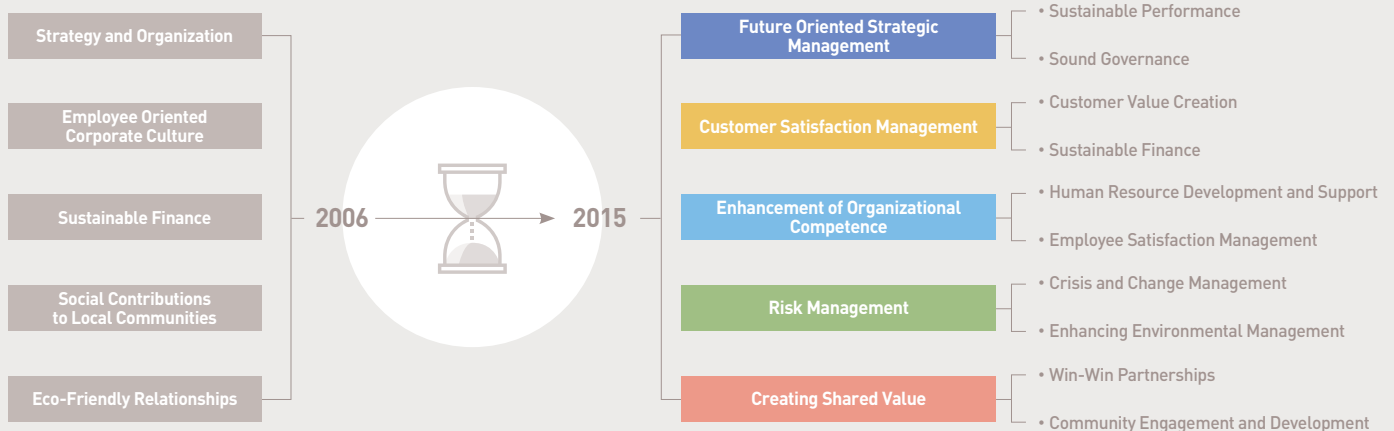 Strategy and Organization
Employee Oriented
Corporate Culture
Sustainable Finance
Social Contributions
to Local Communities
Eco-Friendly Relationships
2006
2015
Future Oriented Strategic
Management
• Sustainable Performance
• Sound Governance
Customer Satisfaction Management
• Customer Value Creation
• Sustainable Finance
Enhancement of Organizational
Competence
• Human Resource Development and Support
• Employee Satisfaction Management
Risk Management
• Crisis and Change Management
• Enhancing Environmental Management
Creating Shared Value
• Win-Win Partnerships
• Community Engagement and Development